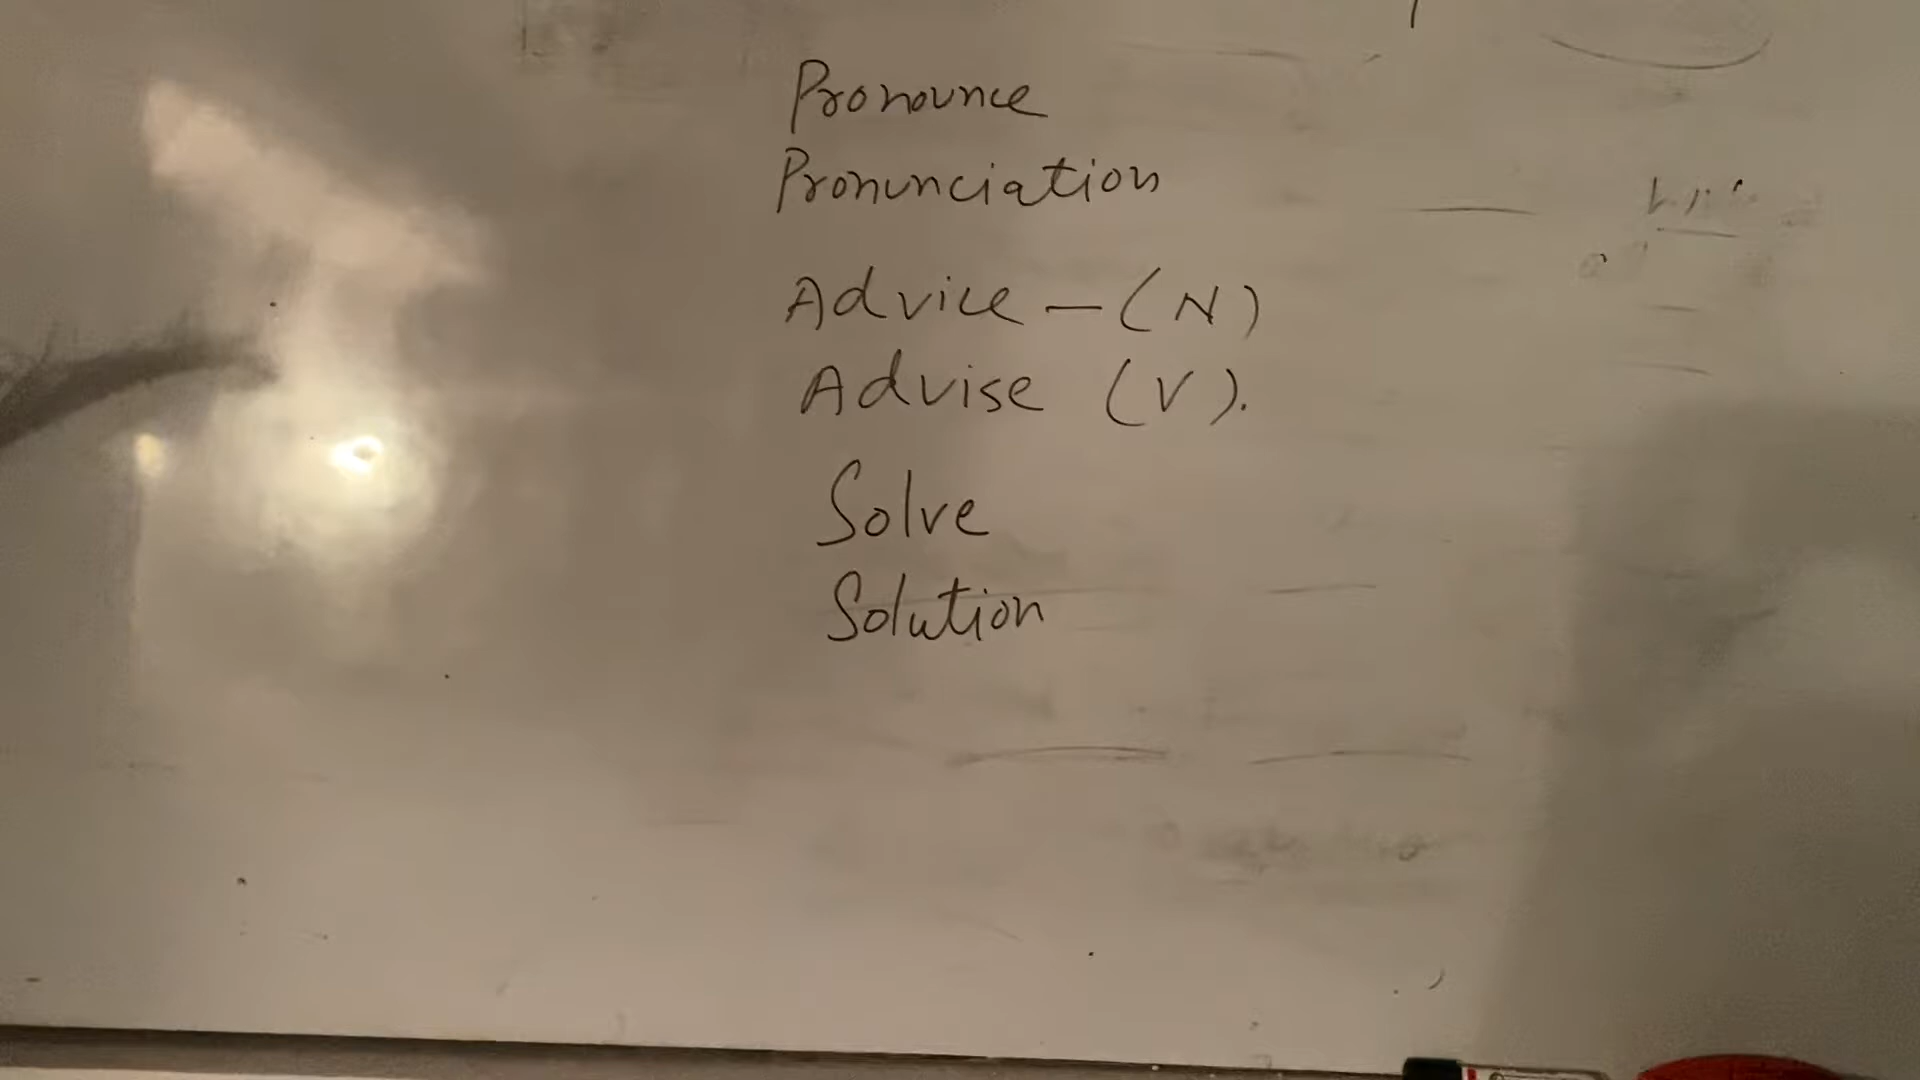 Pronounce
Pronunciation
Advice - (N)
Advise (V).
Solve
Solution